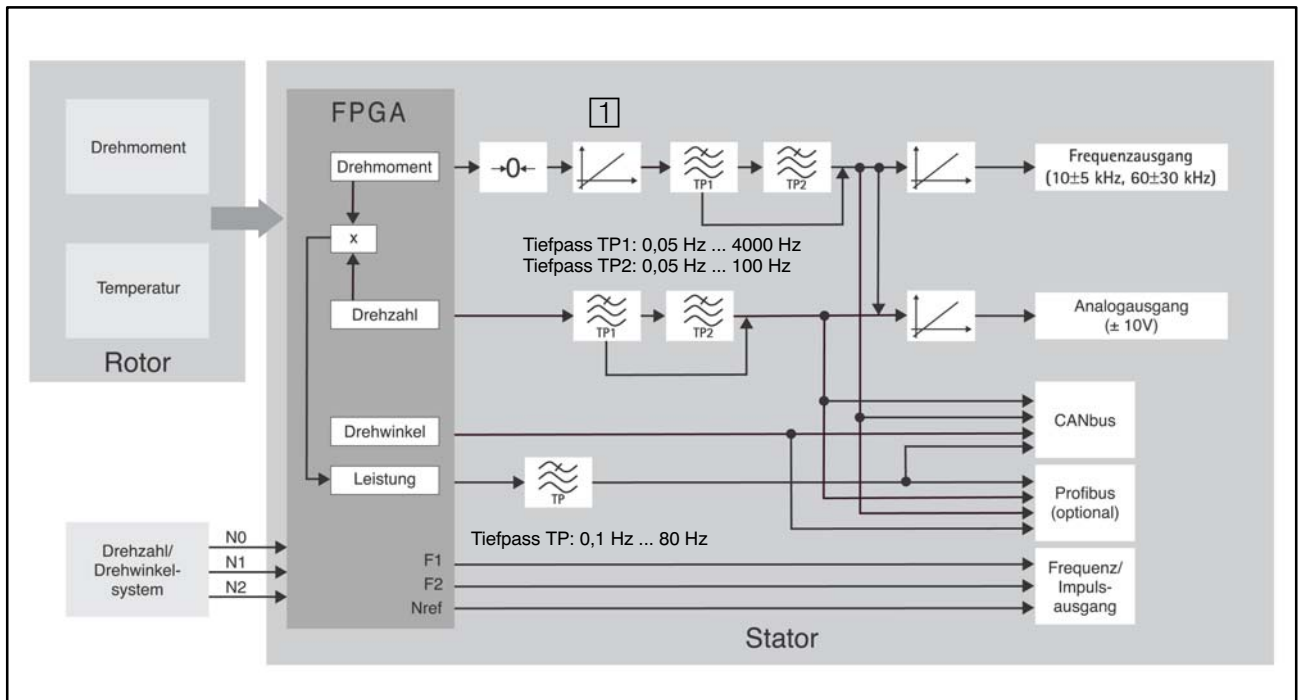 Drehmoment
Temperatur
Rotor
FPGA
1
Drehmoment
→0←
TP1
TP2
Frequenzausgang
(10±5 kHz, 60±30 kHz)
x
Tiefpass TP1: 0,05 Hz ... 4000 Hz
Tiefpass TP2: 0,05 Hz ... 100 Hz
Drehzahl
TP1
TP2
Analogausgang
(± 10V)
Drehwinkel
CANbus
Leistung
TP
Profibus
(optional)
Tiefpass TP: 0,1 Hz ... 80 Hz
Drehzahl/
Drehwinkel-
system
N0
N1
N2
F1
F2
Nref
Frequenz/
Impuls-
ausgang
Stator